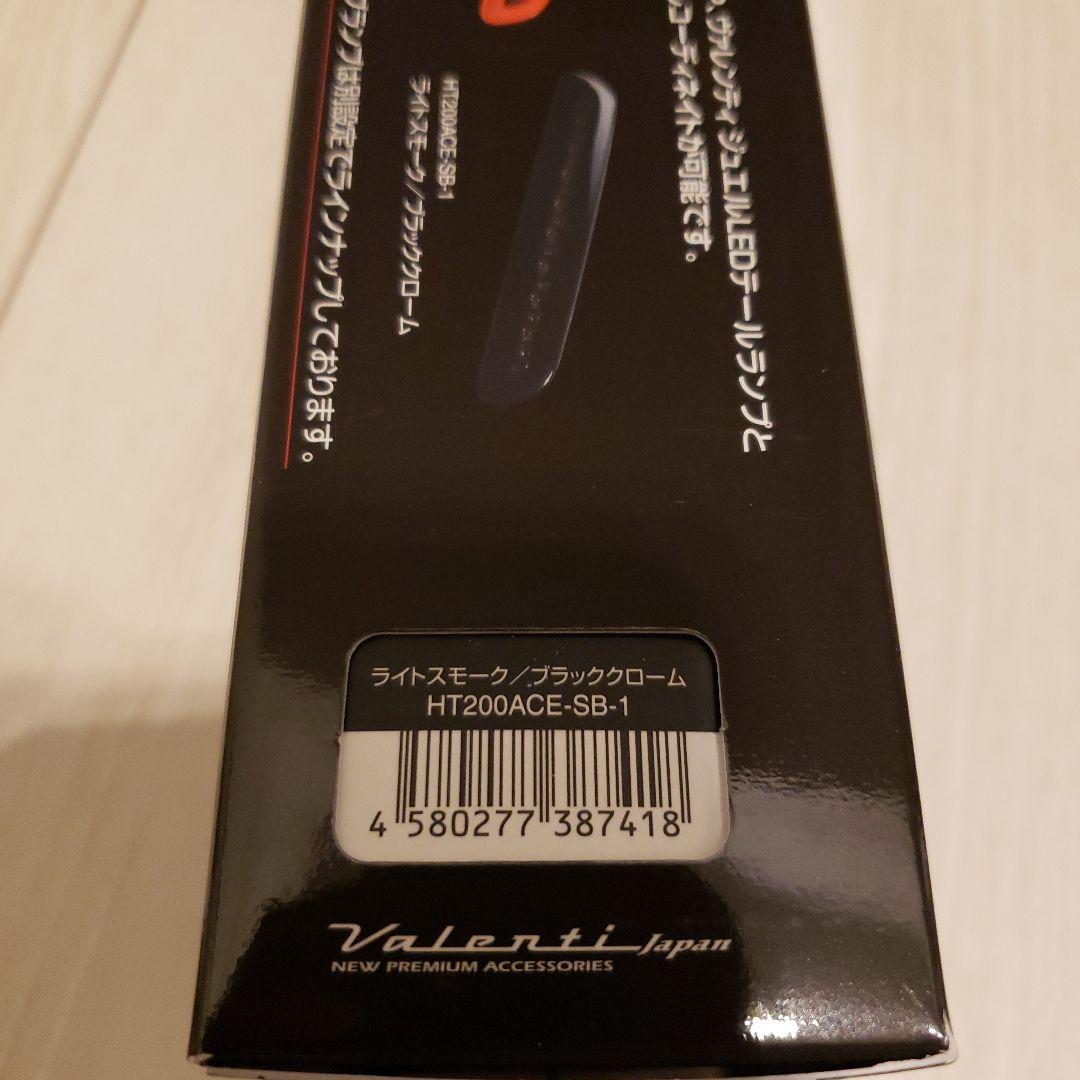 ヴァレンティジュエルLEDテールランプと
コーディネイトが可能です。
HT200ACE-SB-1
ライトスモーク/ブラッククローム
ランプは別設定でラインナップしております。
ライトスモーク/ブラッククローム
HT200ACE-SB-1
4 580277 387418
Valenti Japan
NEW PREMIUM ACCESSORIES